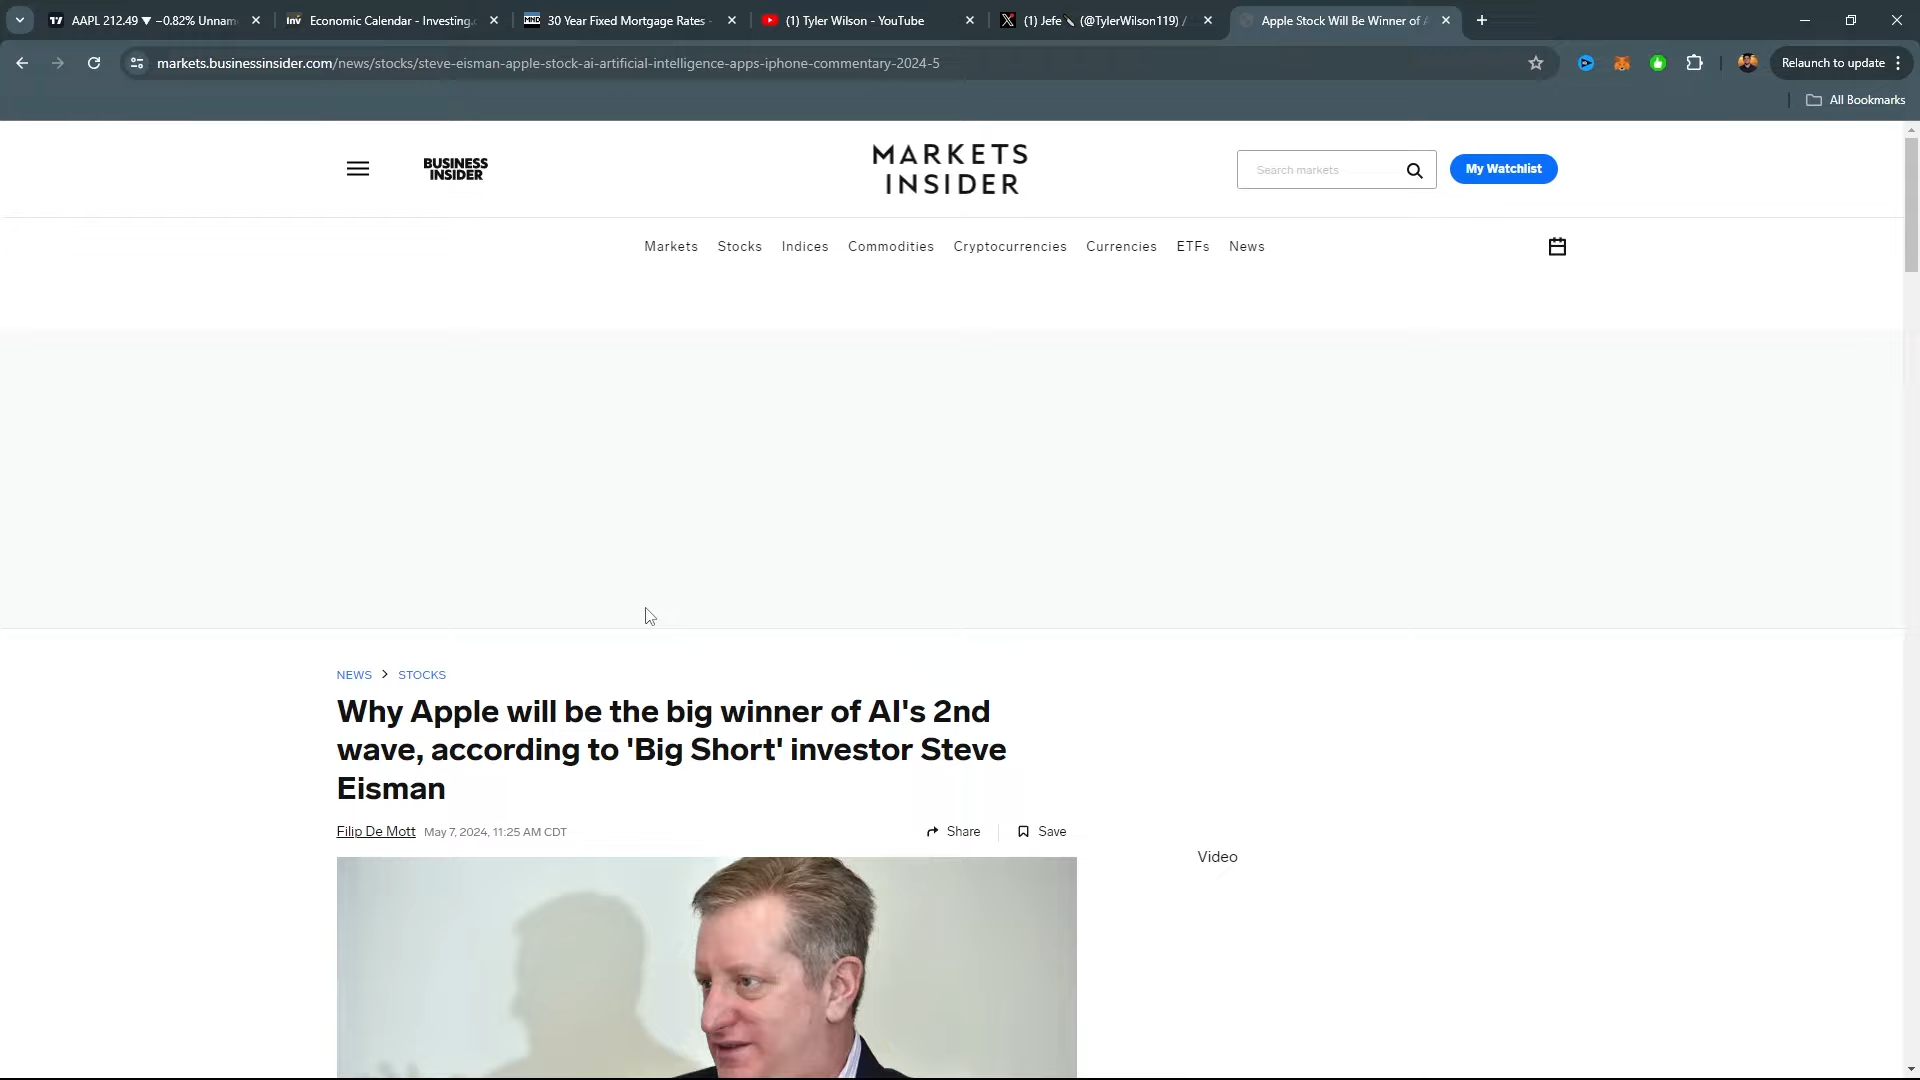 AAPL 212.49 ▼ −0.82% Unnam
Economic Calendar - Investing.
30 Year Fixed Mortgage Rates -
(1) Tyler Wilson - YouTube
(1) Jefe (@TylerWilson119) /
Apple Stock Will Be Winner of A
markets.businessinsider.com/news/stocks/steve-eisman-apple-stock-ai-artificial-intelligence-apps-iphone-commentary-2024-5
Relaunch to update
All Bookmarks
BUSINESS
INSIDER
MARKETS
INSIDER
Search markets
My Watchlist
Markets Stocks Indices Commodities Cryptocurrencies Currencies ETFs News
NEWS > STOCKS
Why Apple will be the big winner of AI's 2nd
wave, according to 'Big Short' investor Steve
Eisman
Filip De Mott May 7, 2024, 11:25 AM CDT
Share
Save
Video